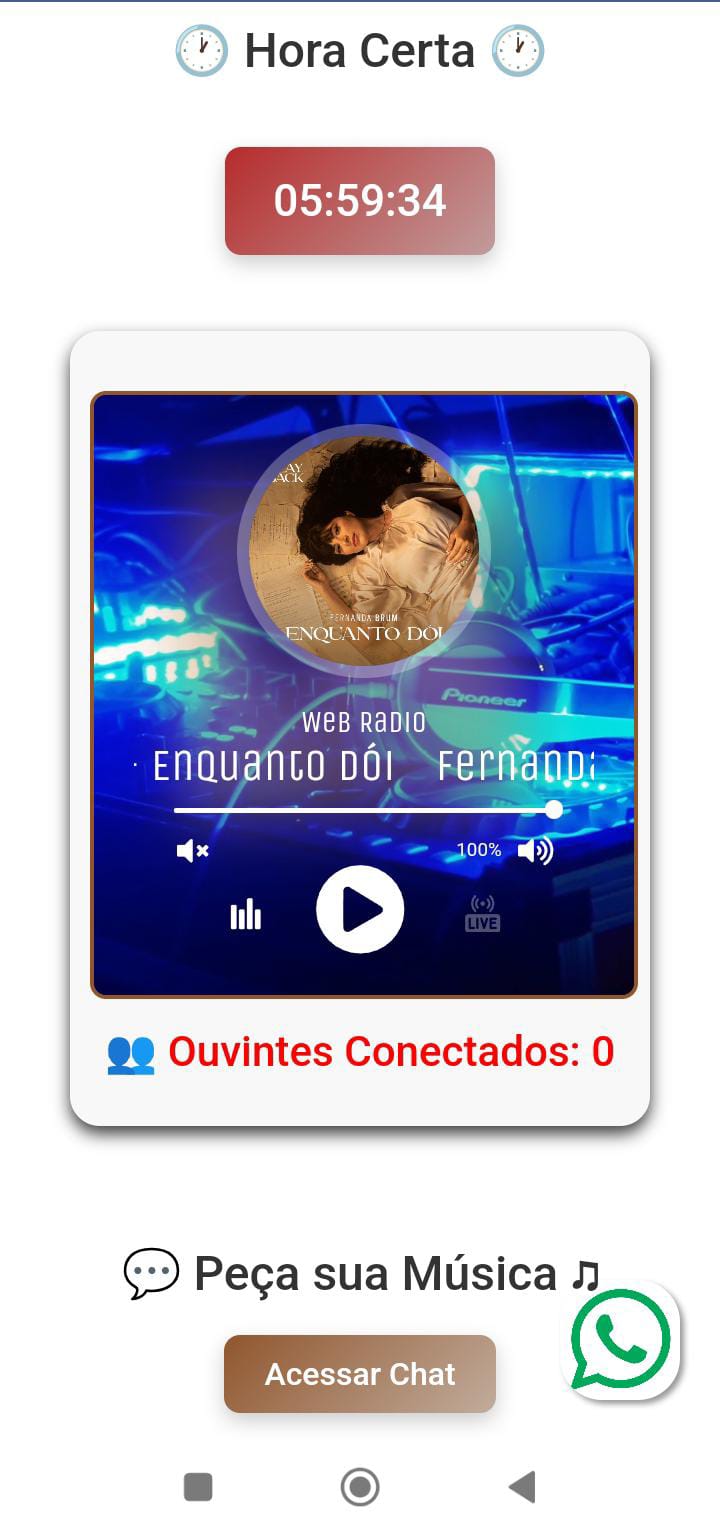 Hora Certa
05:59:34
FERNANDA BRUM
ENQUANTO DÓI
Pioneer
Web Radio
· Enquanto Dói Fernanda
100%
LIVE
Ouvintes Conectados: 0
Peça sua Música ♫
Acessar Chat